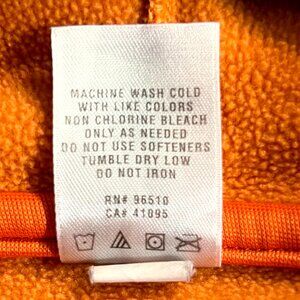 MACHINE WASH COLD
WITH LIKE COLORS
NON CHLORINE BLEACH
ONLY AS NEEDED
DO NOT USE SOFTENERS
TUMBLE DRY LOW
DO NOT IRON
RN# 96510
CA# 41095